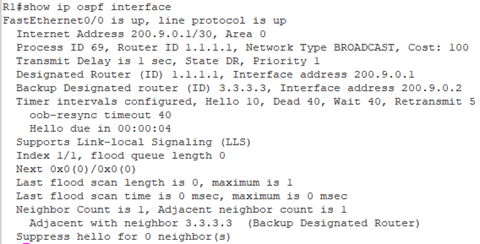 R1#show ip ospf interface
FastEthernet0/0 is up, line protocol is up
Internet Address 200.9.0.1/30, Area 0
Process ID 69, Router ID 1.1.1.1, Network Type BROADCAST, Cost: 100
Transmit Delay is 1 sec, State DR, Priority 1
Designated Router (ID) 1.1.1.1, Interface address 200.9.0.1
Backup Designated router (ID) 3.3.3.3, Interface address 200.9.0.2
Timer intervals configured, Hello 10, Dead 40, Wait 40, Retransmit 5
oob-resync timeout 40
Hello due in 00:00:04
Supports Link-local Signaling (LLS)
Index 1/1, flood queue length 0
Next 0x0(0)/0x0(0)
Last flood scan length is 0, maximum is 1
Last flood scan time is 0 msec, maximum is 0 msec
Neighbor Count is 1, Adjacent neighbor count is 1
Adjacent with neighbor 3.3.3.3  (Backup Designated Router)
Suppress hello for 0 neighbor(s)